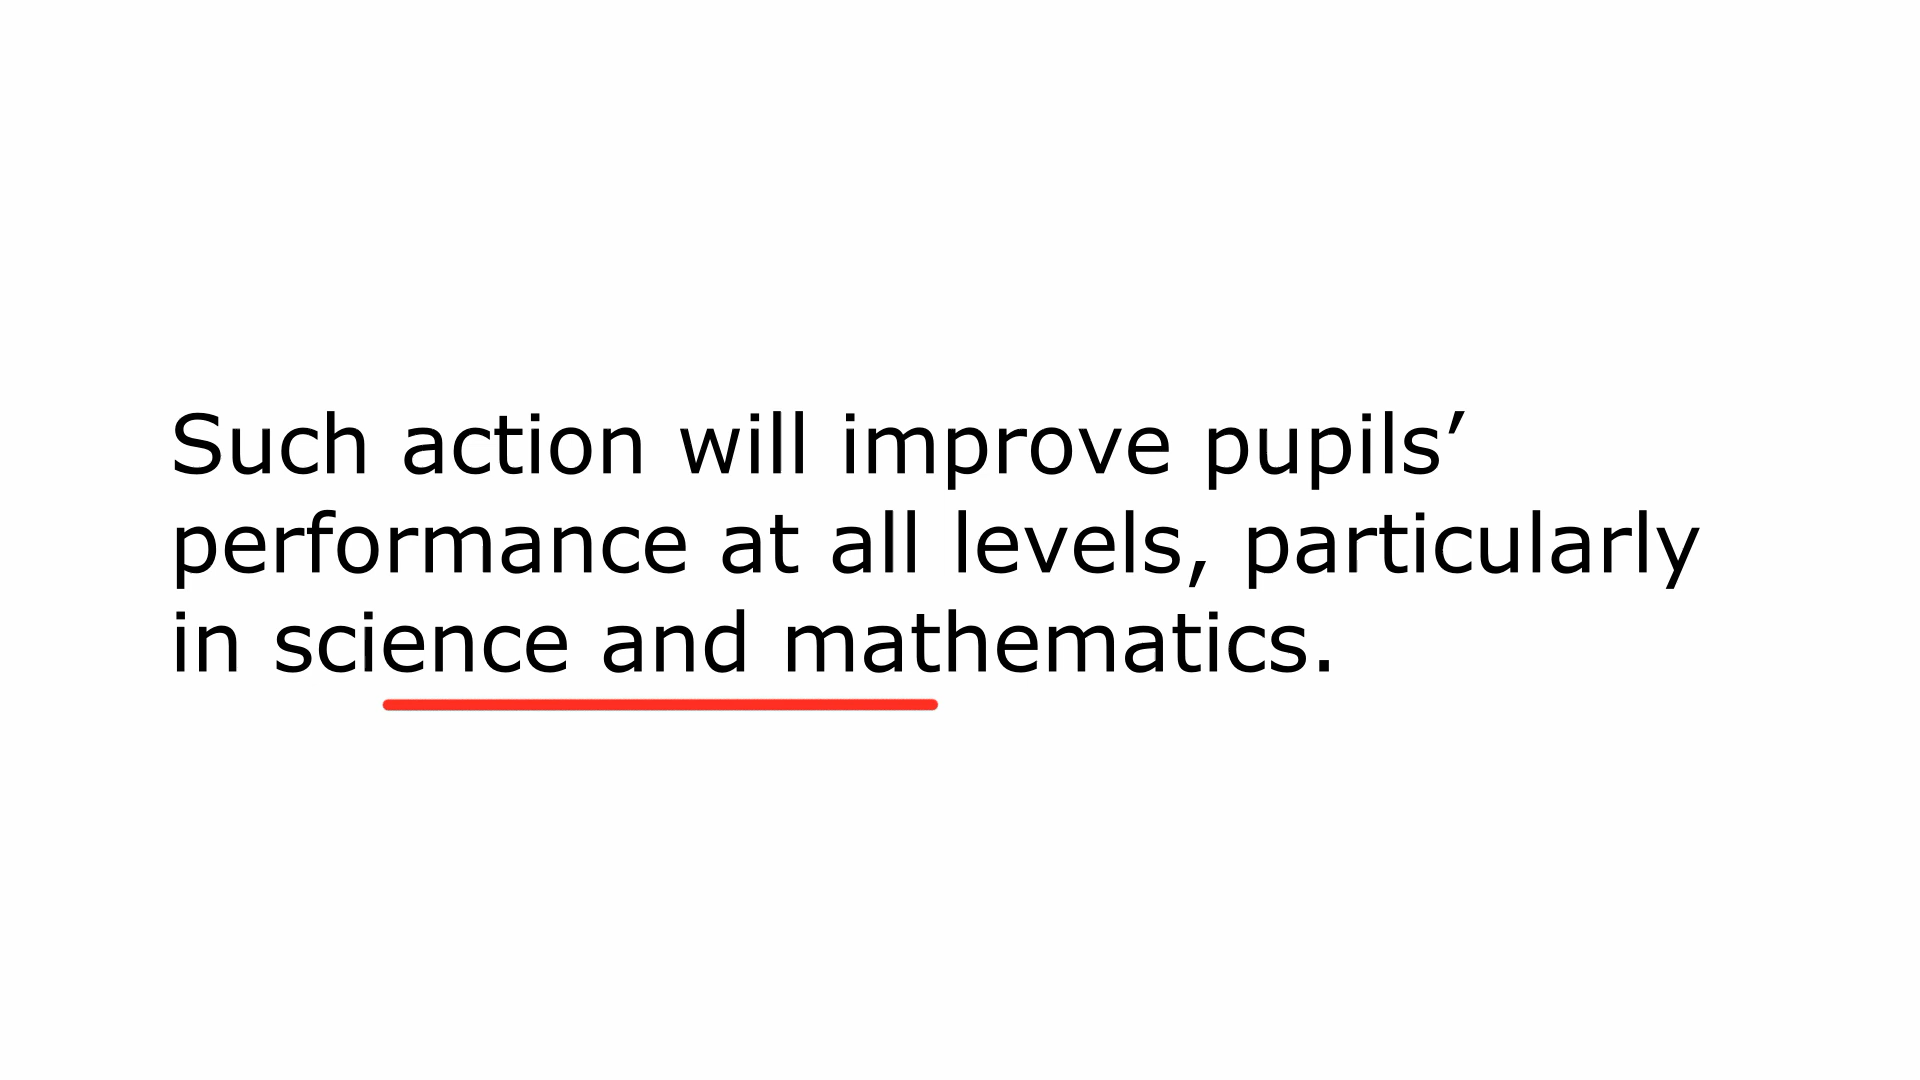 Such action will improve pupils’
performance at all levels, particularly
in science and mathematics.